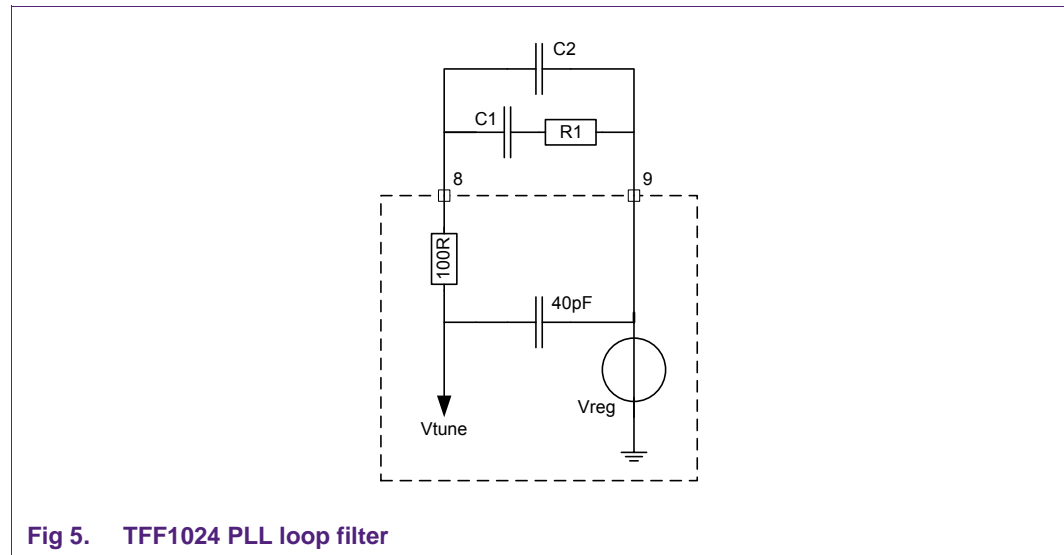 C2
C1
R1
8
9
100R
40pF
Vreg
Vtune
Fig 5. TFF1024 PLL loop filter